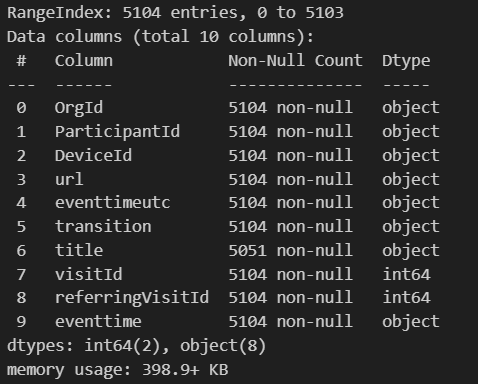 RangeIndex: 5104 entries, 0 to 5103
Data columns (total 10 columns):
 #   Column           Non-Null Count  Dtype
---  ------           --------------  -----
 0   OrgId            5104 non-null   object
 1   ParticipantId    5104 non-null   object
 2   DeviceId         5104 non-null   object
 3   url              5104 non-null   object
 4   eventtimeutc     5104 non-null   object
 5   transition       5104 non-null   object
 6   title            5051 non-null   object
 7   visitId          5104 non-null   int64
 8   referringVisitId 5104 non-null   int64
 9   eventtime        5104 non-null   object
dtypes: int64(2), object(8)
memory usage: 398.9+ KB